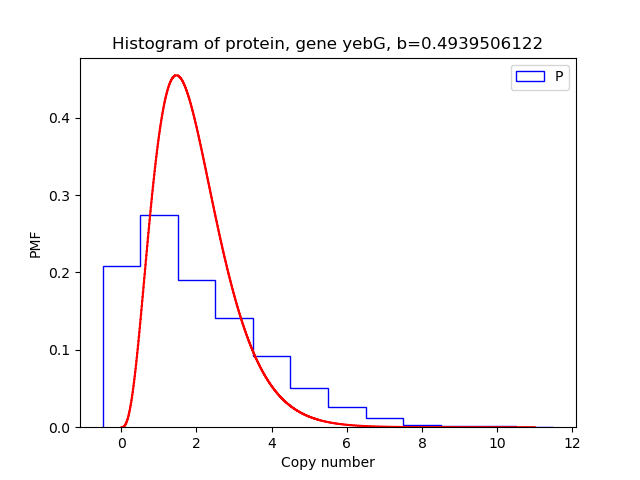 Histogram of protein, gene yebG, b=0.4939506122
P
0.4
0.3
0.2
0.1
0.0
PMF
0 2 4 6 8 10 12
Copy number